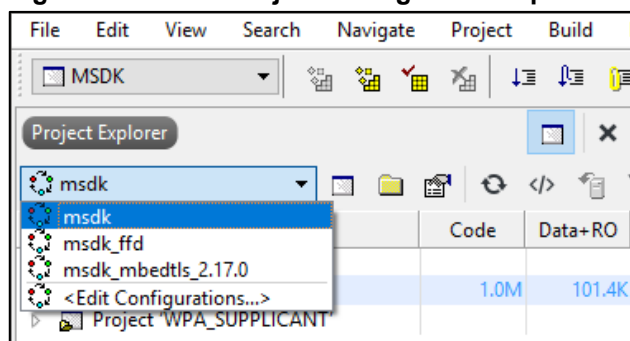 File Edit View Search Navigate Project Build
MSDK
Project Explorer
msdk
msdk
Code Data+RO
msdk_ffd
msdk_mbedtls_2.17.0
<Edit Configurations...>
1.0M 101.4K
Project 'WPA_SUPPLICANT'